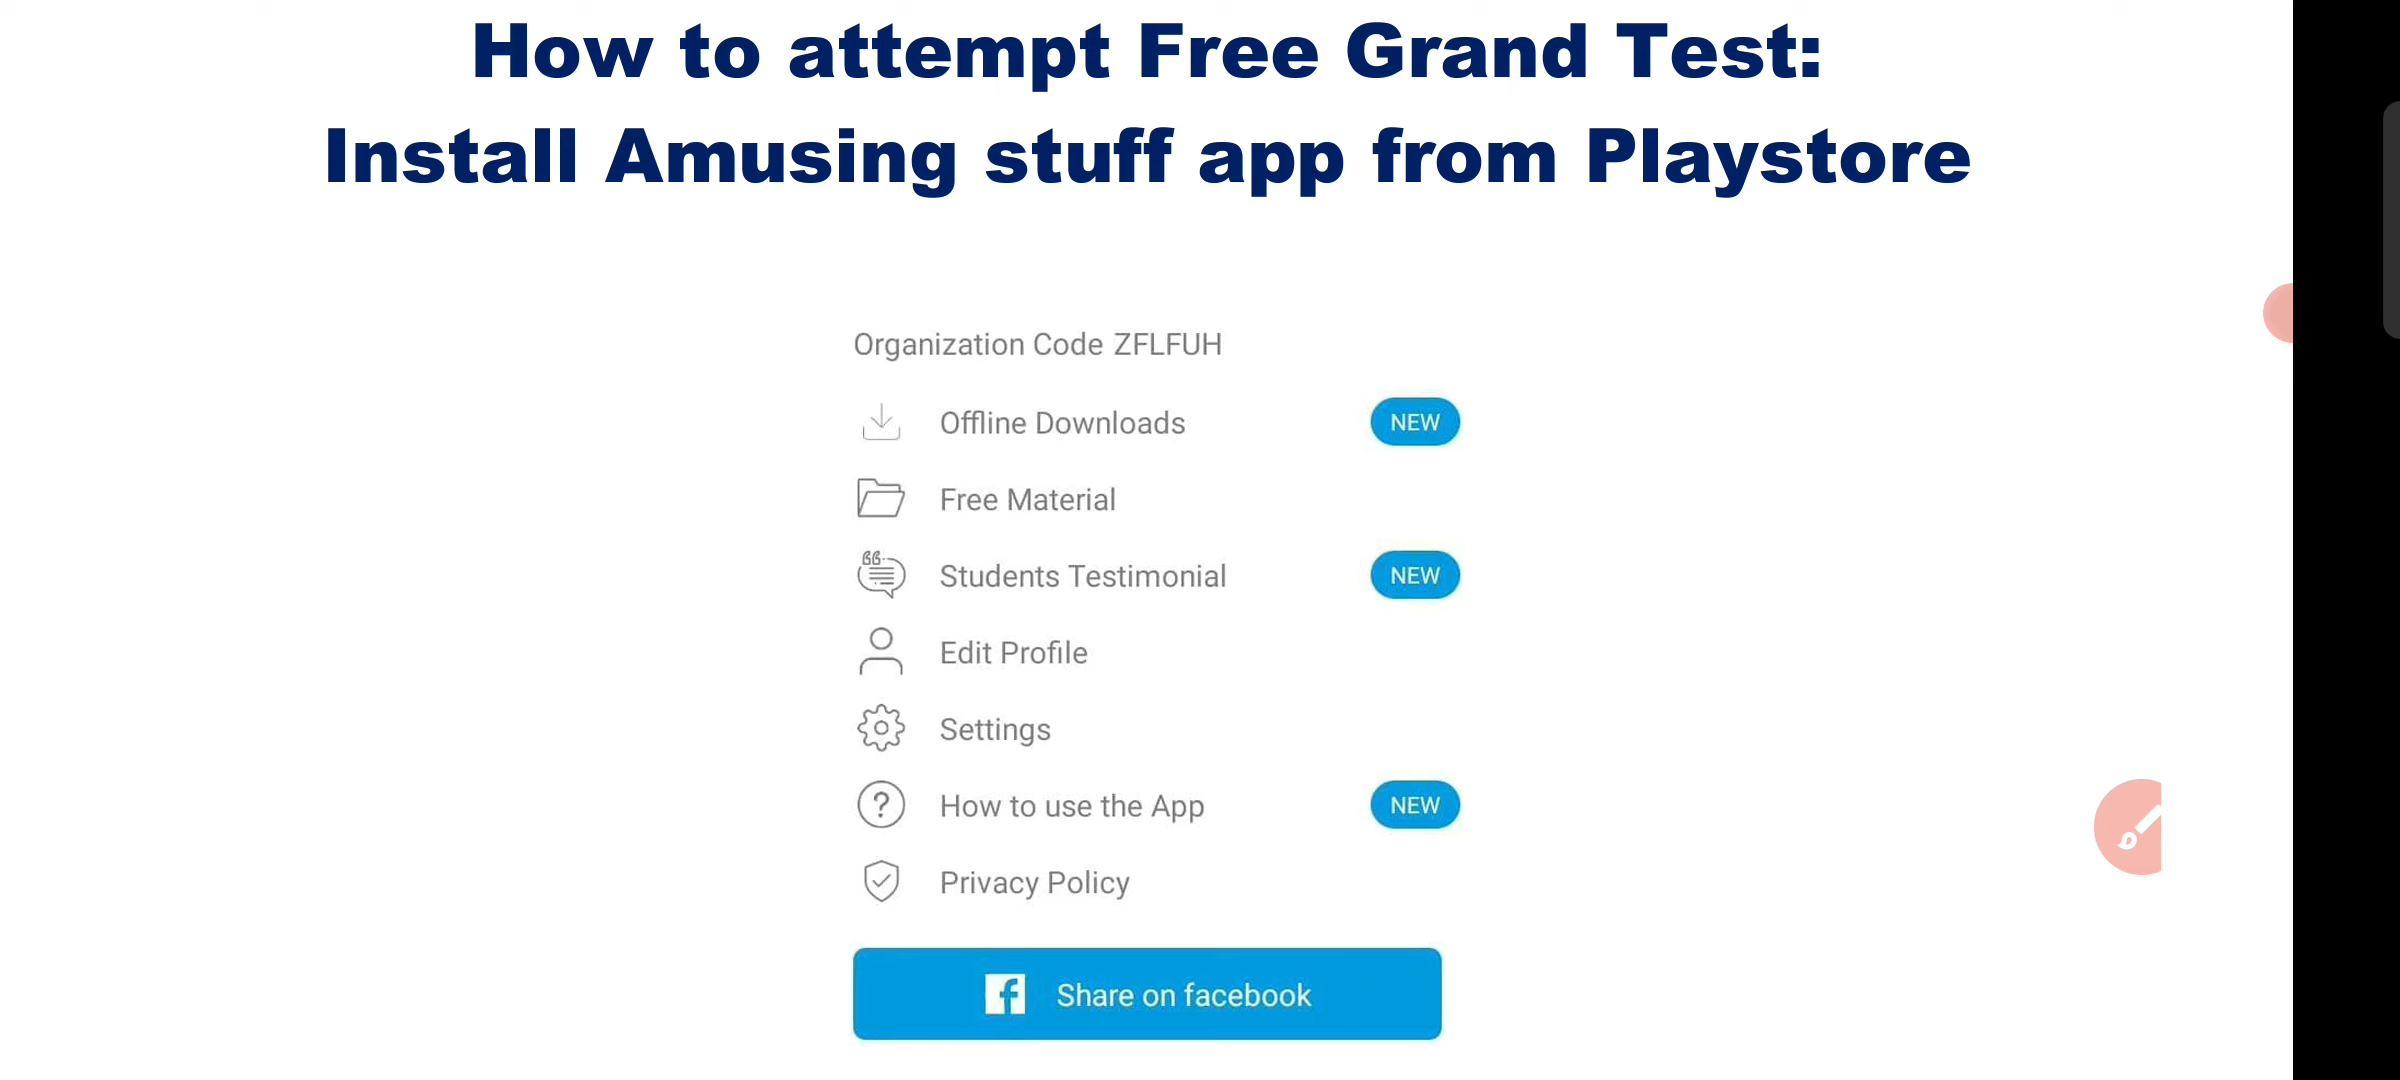 How to attempt Free Grand Test:
Install Amusing stuff app from Playstore
Organization Code ZFLFUH
Offline Downloads NEW
Free Material
Students Testimonial NEW
Edit Profile
Settings
How to use the App NEW
Privacy Policy
Share on facebook